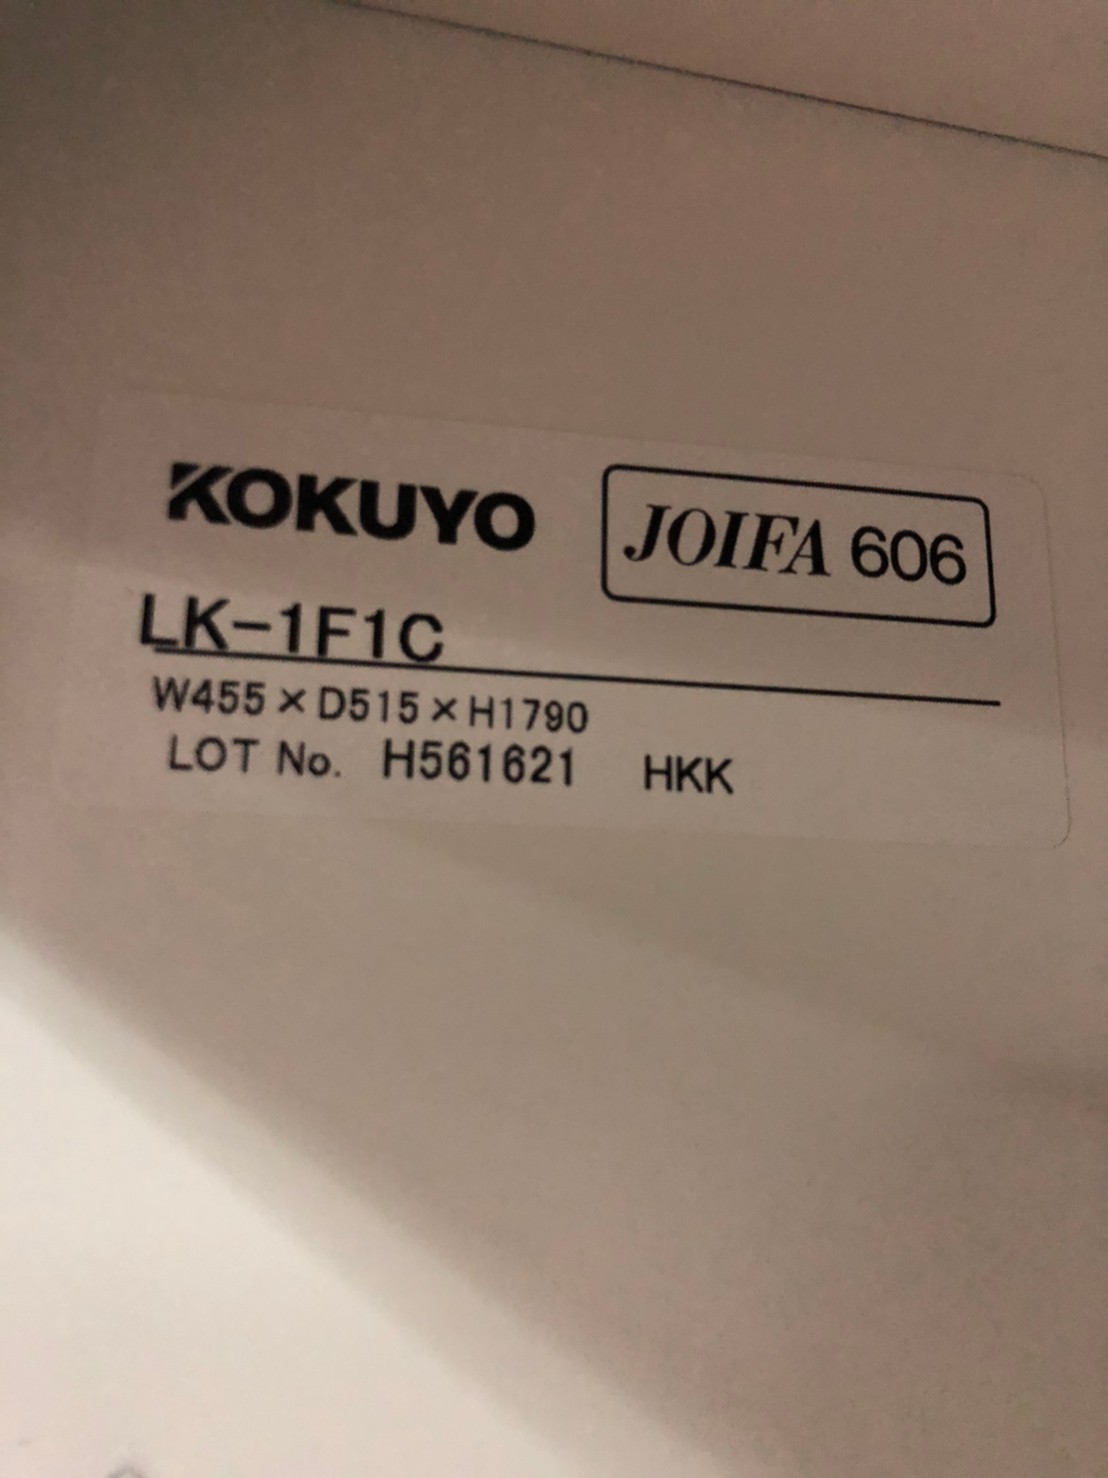 KOKUYO JOIFA 606
LK-1F1C
W455×D515×H1790
LOT No. H561621 HKK